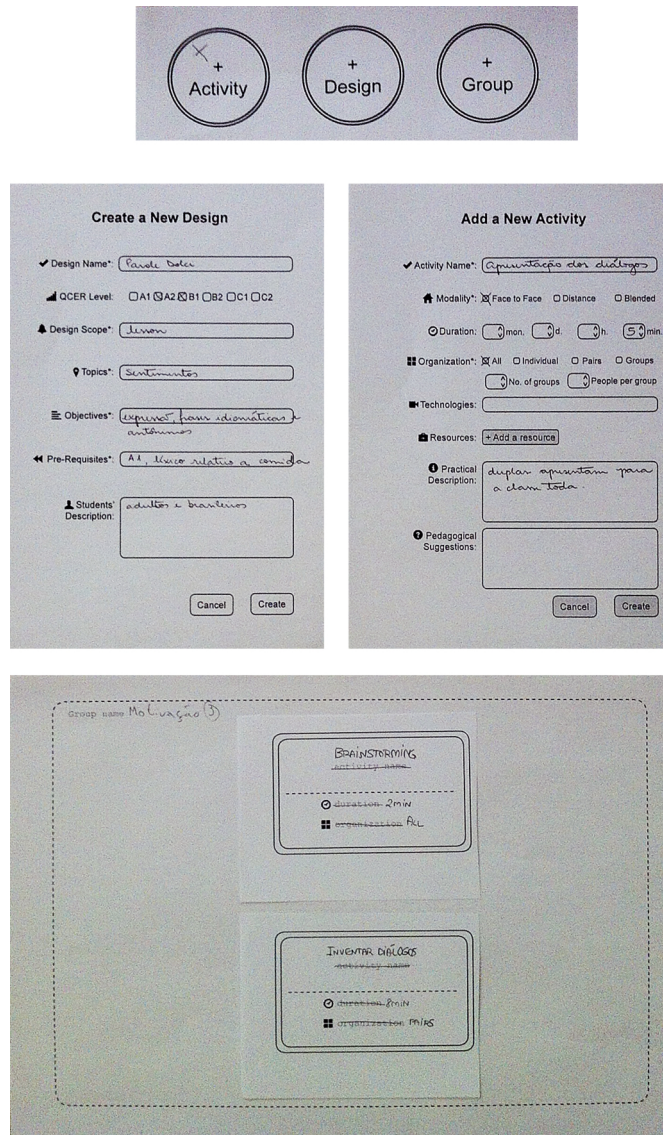 + + +
Activity Design Group
Create a New Design
Design Name*: Parole Dolci
QCER Level: A1 A2 B1 B2 C1 C2
Design Scope*: lesson
Topics*: Sentimentos
Objectives*: frases idiomáticas e
antônimos
Pre-Requisites*: A1, léxico relativo a comida
Students' adultos e brasileiros
Description:
Cancel Create
Add a New Activity
Activity Name*: Apresentação dos diálogos
Modality*: Face to Face Distance Blended
Duration: mon. d. h. 5 min.
Organization*: All Individual Pairs Groups
No. of groups People per group
Technologies:
Resources: + Add a resource
Practical duplas apresentam para
Description: a classe toda.
Pedagogical
Suggestions:
Cancel Create
Group name Motivação (3)
BRAINSTORMING
activity name
duration 2min
organization ALL
INVENTAR DIÁLOGOS
activity name
duration 8min
organization PAIRS